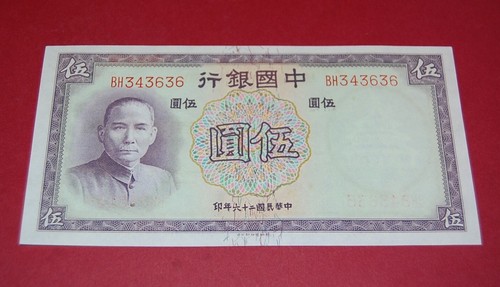 伍 伍
BH343636 行銀國中 BH343636
圓伍 圓伍
圓伍
印年六十二國民華中
伍 伍